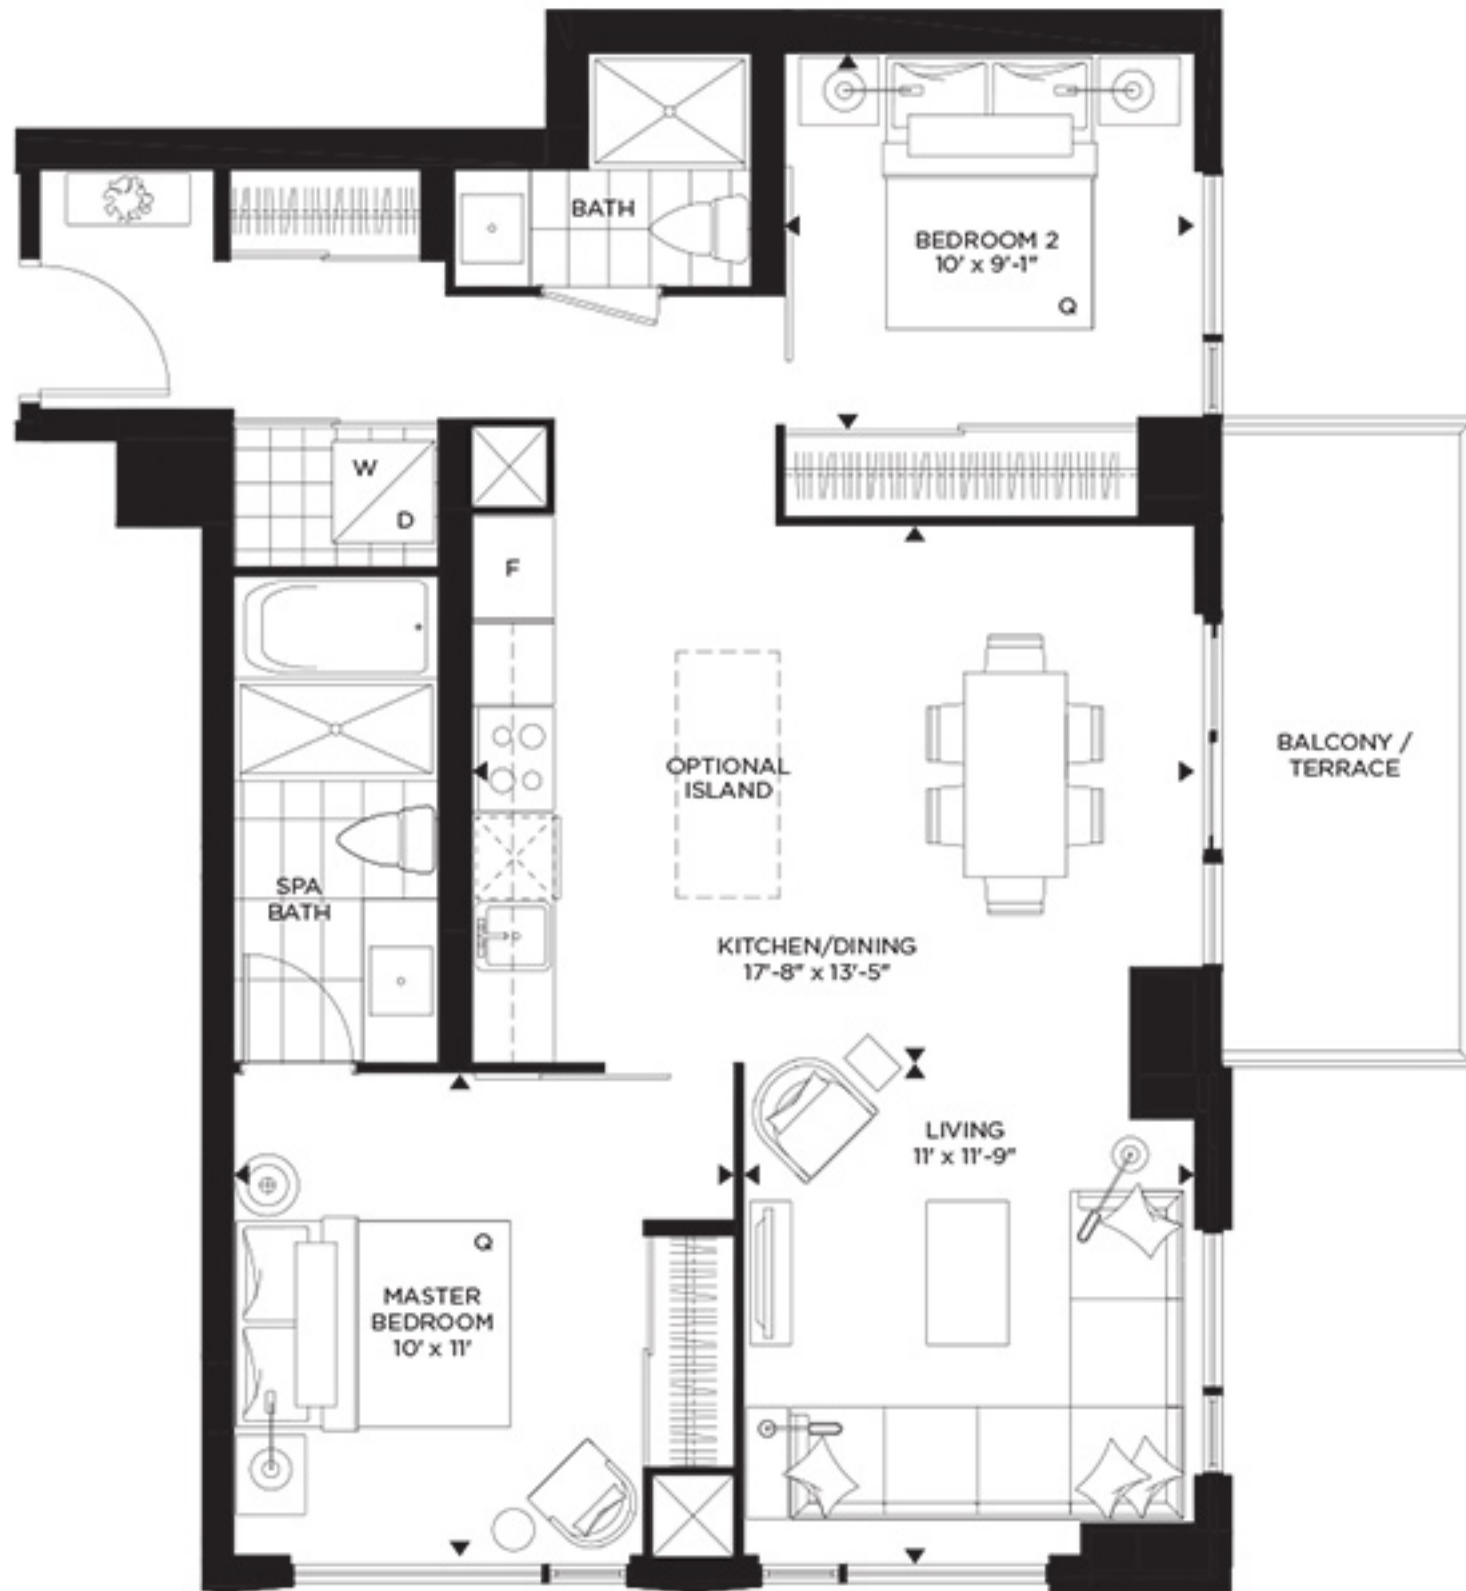 BATH
BEDROOM 2
10' x 9'-1"
Q
W
D
F
OPTIONAL
ISLAND
BALCONY /
TERRACE
SPA
BATH
KITCHEN/DINING
17'-8" x 13'-5"
LIVING
11' x 11'-9"
Q
MASTER
BEDROOM
10' x 11'